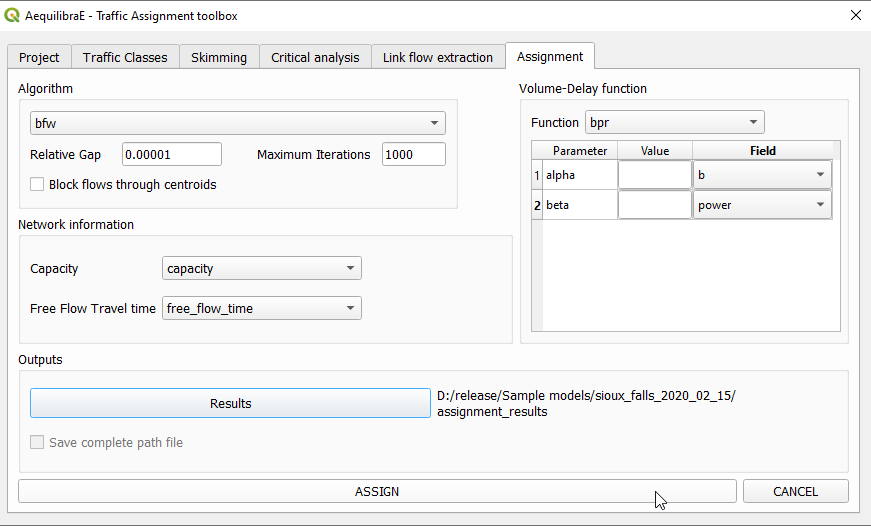 AequilibraE - Traffic Assignment toolbox
Project Traffic Classes Skimming Critical analysis Link flow extraction Assignment
Algorithm
bfw
Relative Gap 0.00001 Maximum Iterations 1000
Block flows through centroids
Volume-Delay function
Function bpr
Parameter Value Field
1 alpha b
2 beta power
Network information
Capacity capacity
Free Flow Travel time free_flow_time
Outputs
Results D:/release/Sample models/sioux_falls_2020_02_15/
assignment_results
Save complete path file
ASSIGN CANCEL